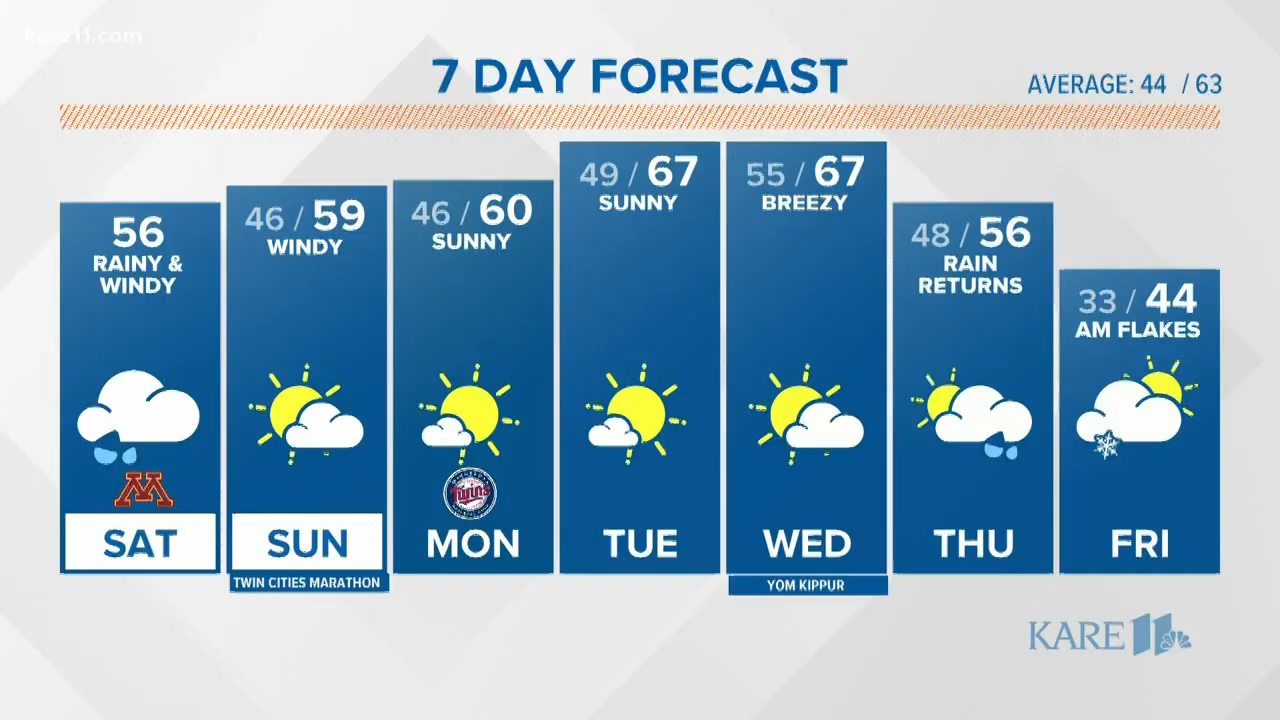 kare11.com
7 DAY FORECAST
AVERAGE: 44 / 63
56
RAINY &
WINDY
SAT
46 / 59
WINDY
SUN
TWIN CITIES MARATHON
46 / 60
SUNNY
Twins
MON
49 / 67
SUNNY
TUE
55 / 67
BREEZY
WED
YOM KIPPUR
48 / 56
RAIN
RETURNS
THU
33 / 44
AM FLAKES
FRI
M
KARE 11